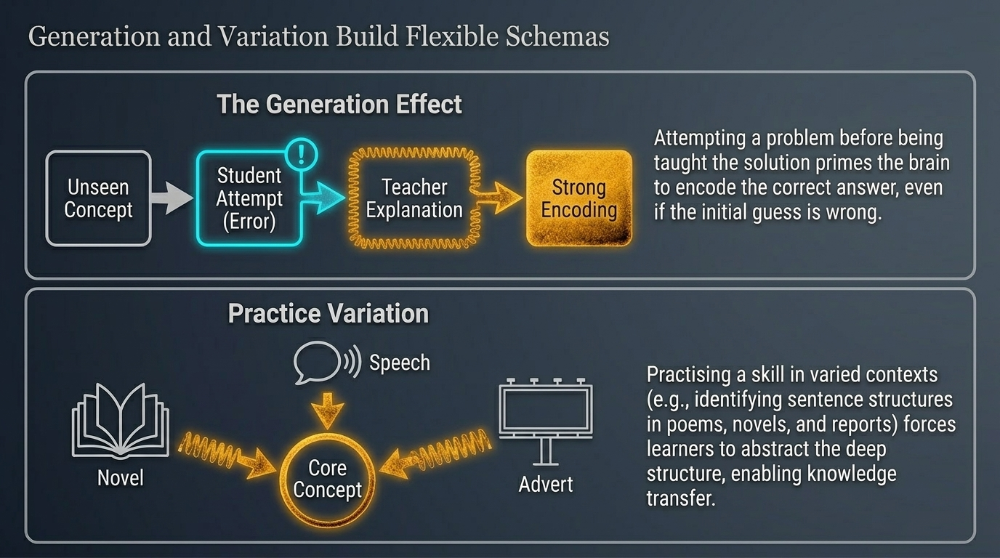 Generation and Variation Build Flexible Schemas
The Generation Effect
Unseen
Concept
Student
Attempt
(Error)
!
Teacher
Explanation
Strong
Encoding
Attempting a problem before being
taught the solution primes the brain
to encode the correct answer, even
if the initial guess is wrong.
Practice Variation
Speech
Novel
Core
Concept
Advert
Practising a skill in varied contexts
(e.g., identifying sentence structures
in poems, novels, and reports) forces
learners to abstract the deep
structure, enabling knowledge
transfer.